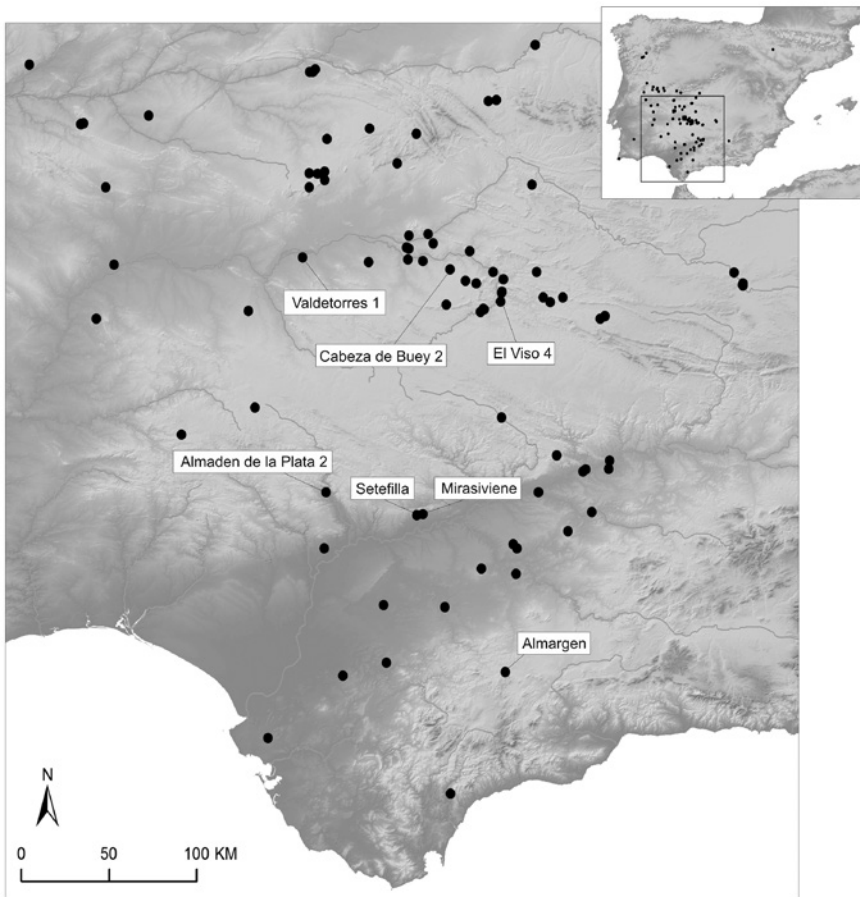 Valdetorres 1
Cabeza de Buey 2
El Viso 4
Almaden de la Plata 2
Setefilla
Mirasiviene
Almargen
N
0 50 100 KM